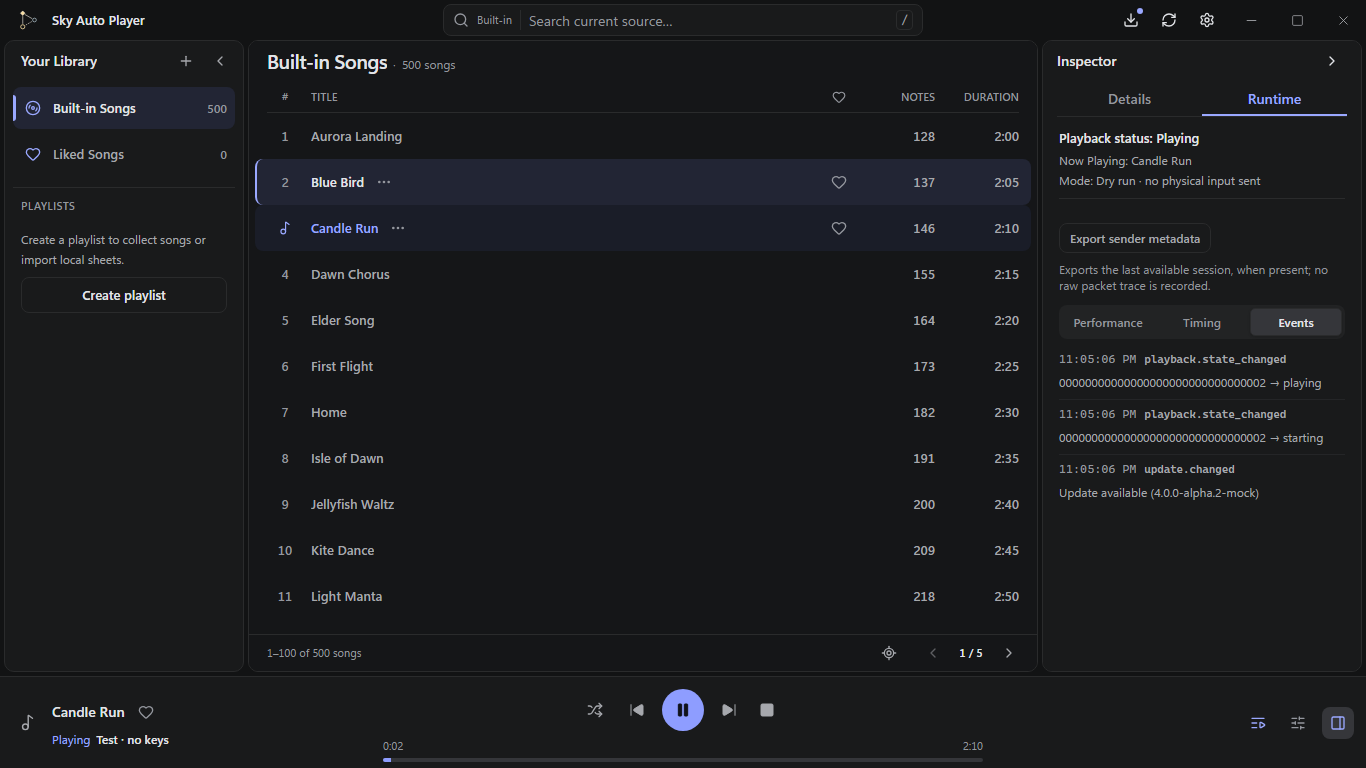 Sky Auto Player
Built-in
Search current source...
/
Your Library
Built-in Songs 500
Liked Songs 0
PLAYLISTS
Create a playlist to collect songs or
import local sheets.
Create playlist
Built-in Songs · 500 songs
# TITLE NOTES DURATION
1 Aurora Landing 128 2:00
2 Blue Bird ··· 137 2:05
Candle Run ··· 146 2:10
4 Dawn Chorus 155 2:15
5 Elder Song 164 2:20
6 First Flight 173 2:25
7 Home 182 2:30
8 Isle of Dawn 191 2:35
9 Jellyfish Waltz 200 2:40
10 Kite Dance 209 2:45
11 Light Manta 218 2:50
1–100 of 500 songs
1 / 5
Inspector
Details Runtime
Playback status: Playing
Now Playing: Candle Run
Mode: Dry run · no physical input sent
Export sender metadata
Exports the last available session, when present; no
raw packet trace is recorded.
Performance Timing Events
11:05:06 PM playback.state_changed
00000000000000000000000000000002 → playing
11:05:06 PM playback.state_changed
00000000000000000000000000000002 → starting
11:05:06 PM update.changed
Update available (4.0.0-alpha.2-mock)
Candle Run
Playing Test · no keys
0:02 2:10